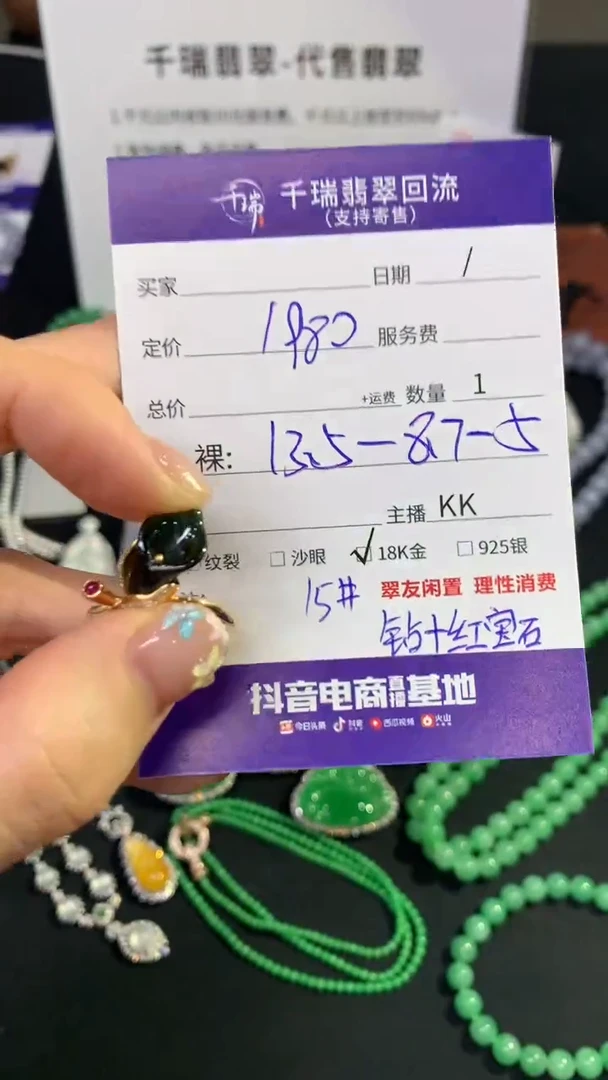 千瑞翡翠-代售翡翠
千瑞 千瑞翡翠回流
(支持寄售)
买家 日期 /
定价 1980 服务费
总价 +运费 数量 1
裸: 13.5-8.7-5
主播 KK
纹裂 沙眼 ✓ 18K金 925银
15# 翠友闲置 理性消费
钻+红宝石
抖音电商直播基地
今日头条 抖音 西瓜视频 火山